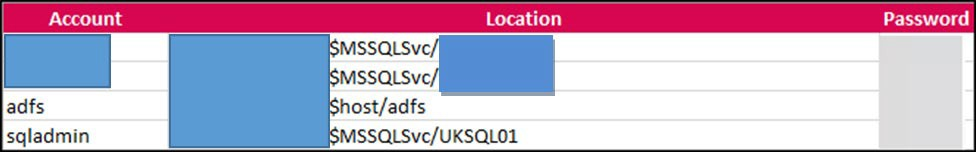 Account Location Password
$MSSQLSvc/
$MSSQLSvc/
adfs $host/adfs
sqladmin $MSSQLSvc/UKSQL01